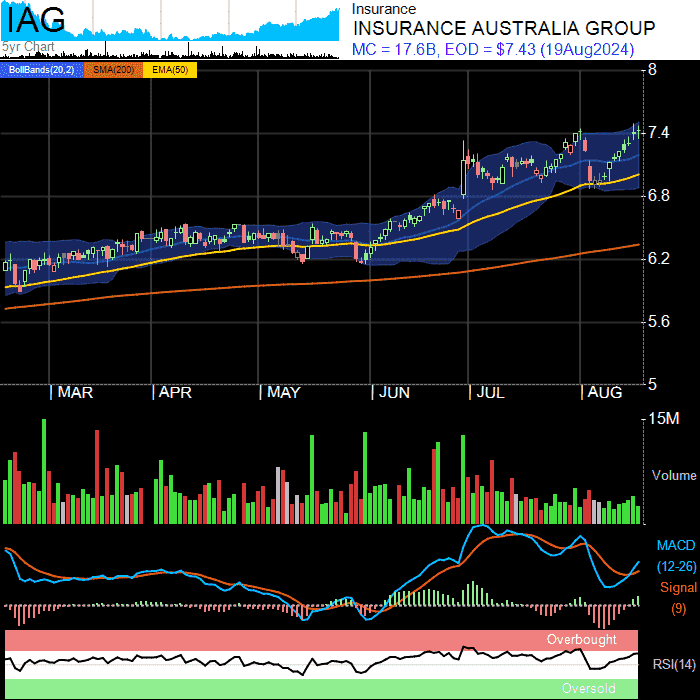 IAG
5yr Chart
Insurance
INSURANCE AUSTRALIA GROUP
MC = 17.6B, EOD = $7.43 (19Aug2024)
BollBands(20,2) SMA(200) EMA(50)
8
7.4
6.8
6.2
5.6
5
MAR APR MAY JUN JUL AUG
15M
Volume
MACD
(12-26)
Signal
(9)
Overbought
RSI(14)
Oversold